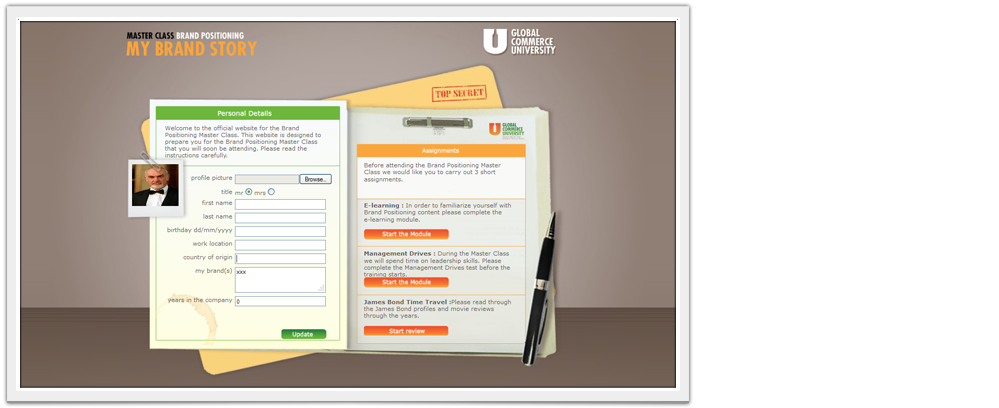 MASTER CLASS BRAND POSITIONING
MY BRAND STORY
GLOBAL
COMMERCE
UNIVERSITY
TOP SECRET
Personal Details
Welcome to the official website for the Brand
Positioning Master Class. This website is designed to
prepare you for the Brand Positioning Master Class
that you will soon be attending. Please read the
instructions carefully.
profile picture Browse...
title mr mrs
first name
last name
birthday dd/mm/yyyy
work location
country of origin
my brand(s) xxx
years in the company 0
Update
GLOBAL
COMMERCE
UNIVERSITY
Assignments
Before attending the Brand Positioning Master
Class we would like you to carry out 3 short
assignments.
E-learning : In order to familiarize yourself with
Brand Positioning content please complete the
e-learning module.
Start the Module
Management Drives : During the Master Class
we will spend time on leadership skills. Please
complete the Management Drives test before the
training starts.
Start the Module
James Bond Time Travel :Please read through
the James Bond profiles and movie reviews
through the years.
Start review